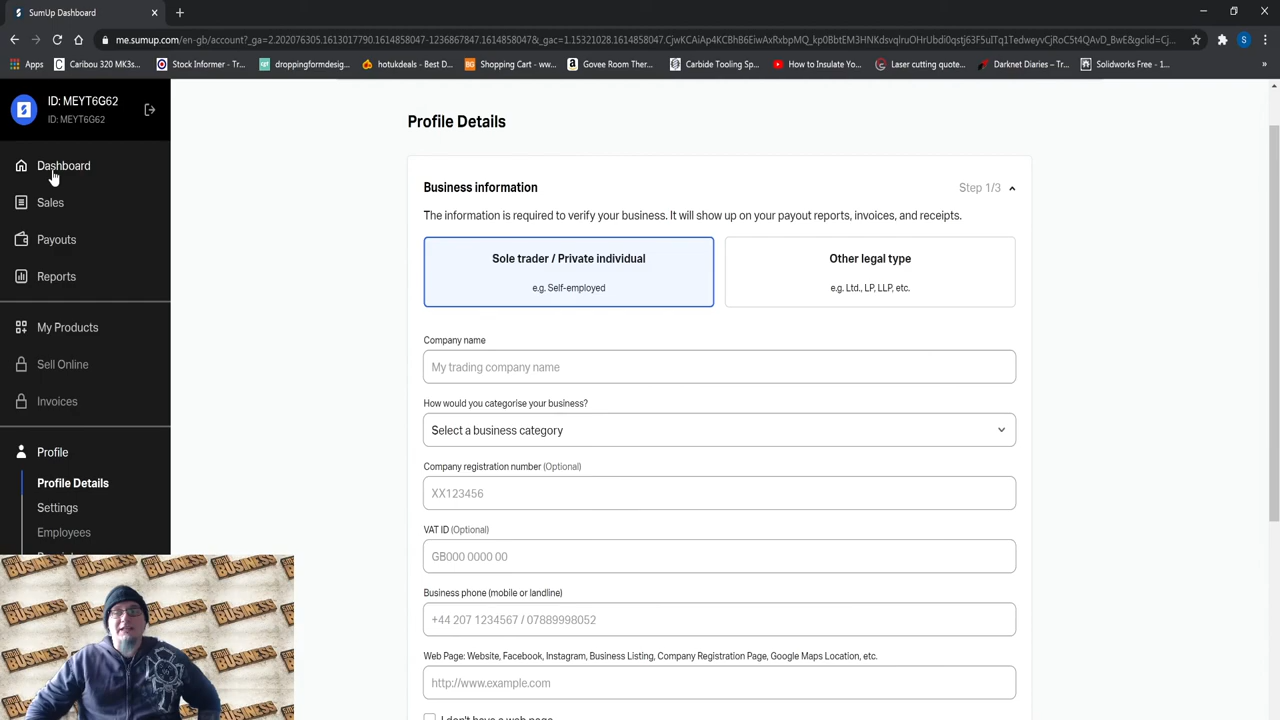 SumUp Dashboard
me.sumup.com/en-gb/account?_ga=2.202076305.1613017790.1614858047-1236867847.1614858047&_gac=1.15321028.1614858047.
Apps
Caribou 320 MK3s...
Stock Informer - Tr...
droppingformdesign...
hotukdeals - Best D...
Shopping Cart - ww...
Govee Room Ther...
Carbide Tooling Sp...
How to Insulate Yo...
Laser cutting quote...
Darknet Diaries – Tr...
Solidworks Free – 1...
»
ID: MEYT6G62
ID: MEYT6G62
Dashboard
Sales
Payouts
Reports
My Products
Sell Online
Invoices
Profile
Profile Details
Settings
Employees
Profile Details
Business information
Step 1/3
The information is required to verify your business. It will show up on your payout reports, invoices, and receipts.
Sole trader / Private individual
e.g. Self-employed
Other legal type
e.g. Ltd., LP, LLP, etc.
Company name
My trading company name
How would you categorise your business?
Select a business category
Company registration number (Optional)
XX123456
VAT ID (Optional)
GB000 0000 00
Business phone (mobile or landline)
+44 207 1234567 / 07889998052
Web Page: Website, Facebook, Instagram, Business Listing, Company Registration Page, Google Maps Location, etc.
http://www.example.com
I don't have a web page